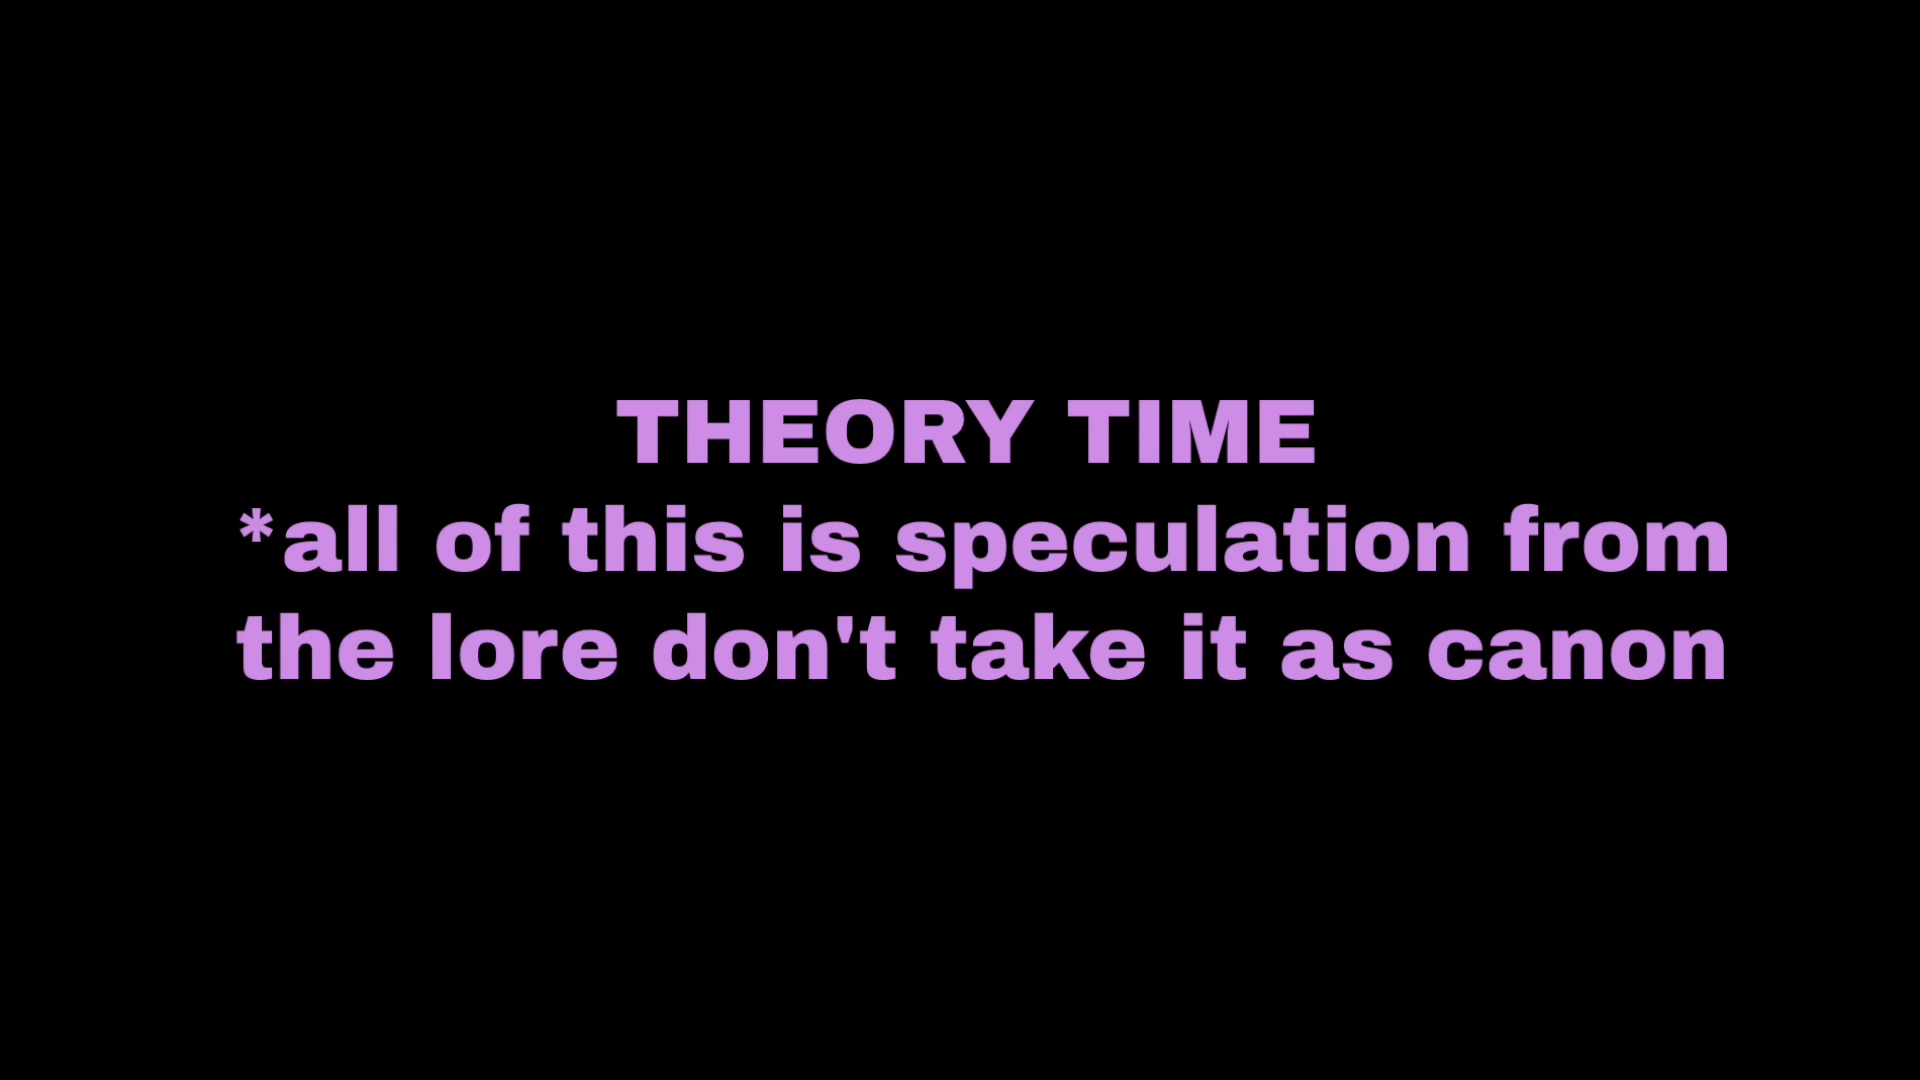 THEORY TIME
*all of this is speculation from
the lore don't take it as canon